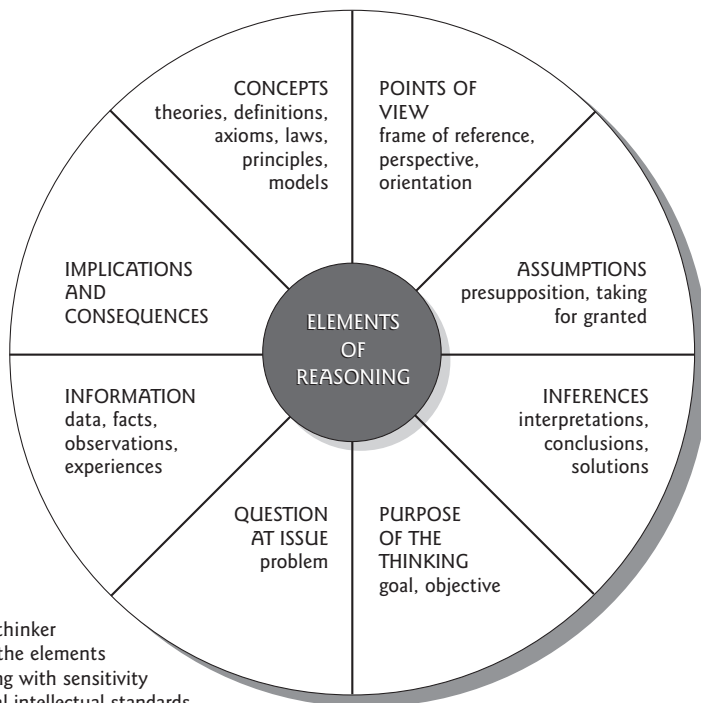 CONCEPTS
theories, definitions,
axioms, laws,
principles,
models
POINTS OF
VIEW
frame of reference,
perspective,
orientation
ASSUMPTIONS
presupposition, taking
for granted
INFERENCES
interpretations,
conclusions,
solutions
PURPOSE
OF THE
THINKING
goal, objective
QUESTION
AT ISSUE
problem
INFORMATION
data, facts,
observations,
experiences
IMPLICATIONS
AND
CONSEQUENCES
ELEMENTS
OF
REASONING
thinker
the elements
with sensitivity
intellectual standards